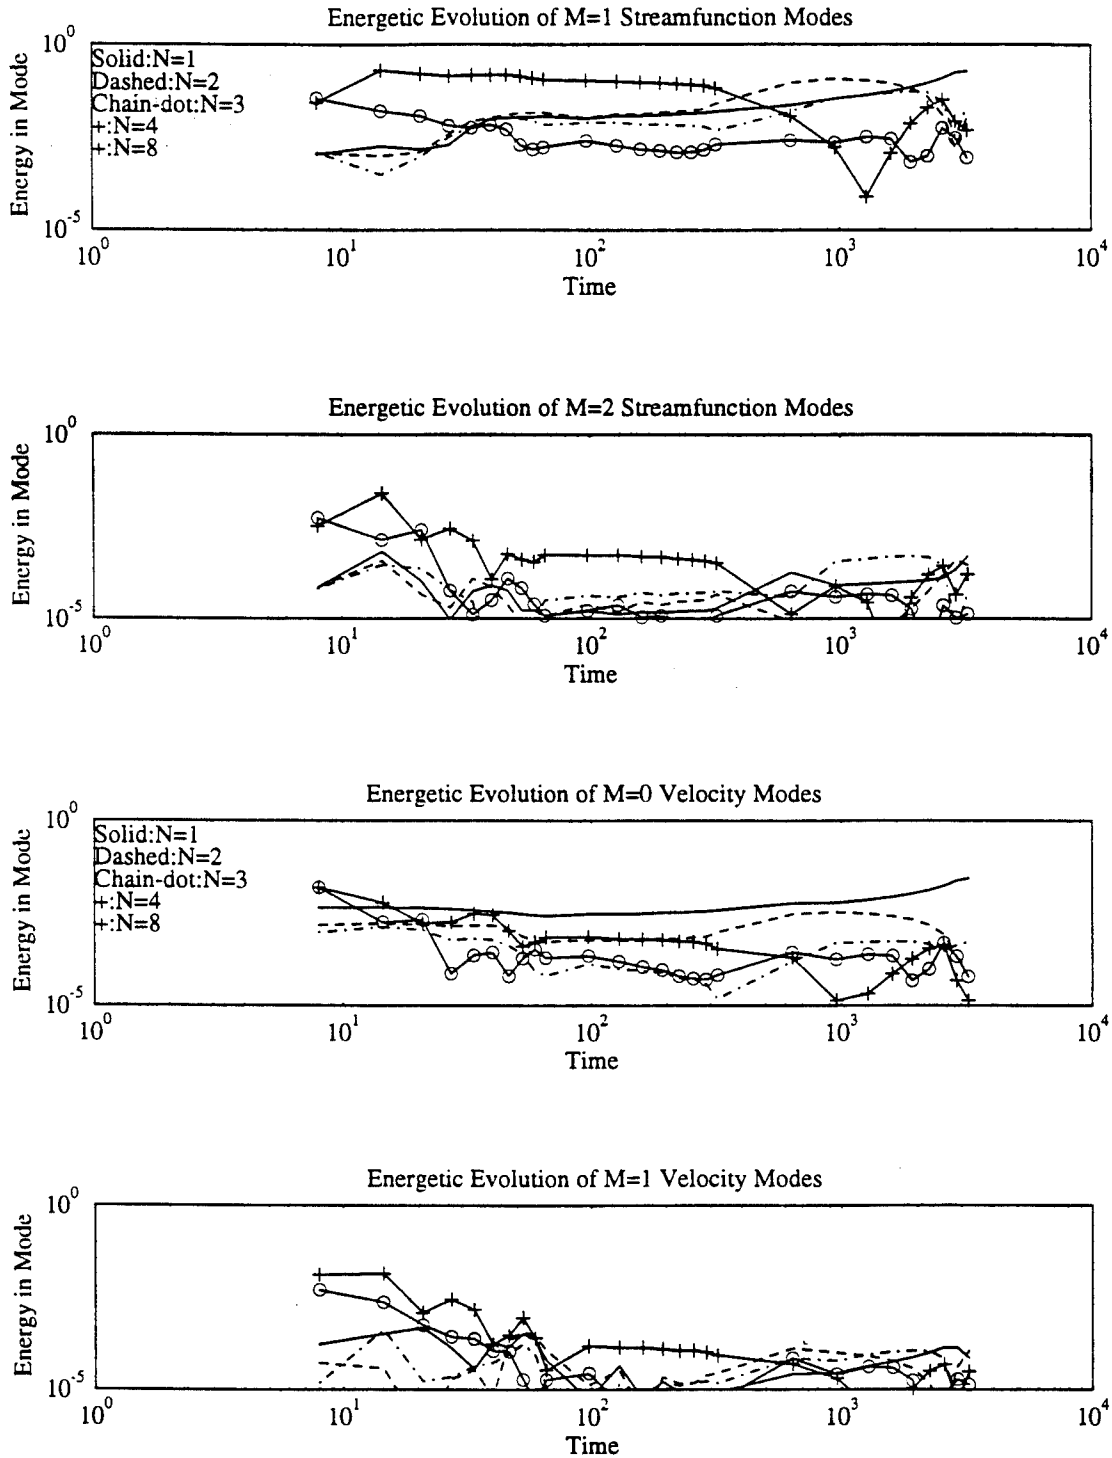 Energetic Evolution of M=1 Streamfunction Modes
10^0
Solid:N=1
Dashed:N=2
Chain-dot:N=3
+:N=4
+:N=8
Energy in Mode
10^-5
10^0 10^1 10^2 10^3 10^4
Time
Energetic Evolution of M=2 Streamfunction Modes
10^0
Energy in Mode
10^-5
10^0 10^1 10^2 10^3 10^4
Time
Energetic Evolution of M=0 Velocity Modes
10^0
Solid:N=1
Dashed:N=2
Chain-dot:N=3
+:N=4
+:N=8
Energy in Mode
10^-5
10^0 10^1 10^2 10^3 10^4
Time
Energetic Evolution of M=1 Velocity Modes
10^0
Energy in Mode
10^-5
10^0 10^1 10^2 10^3 10^4
Time